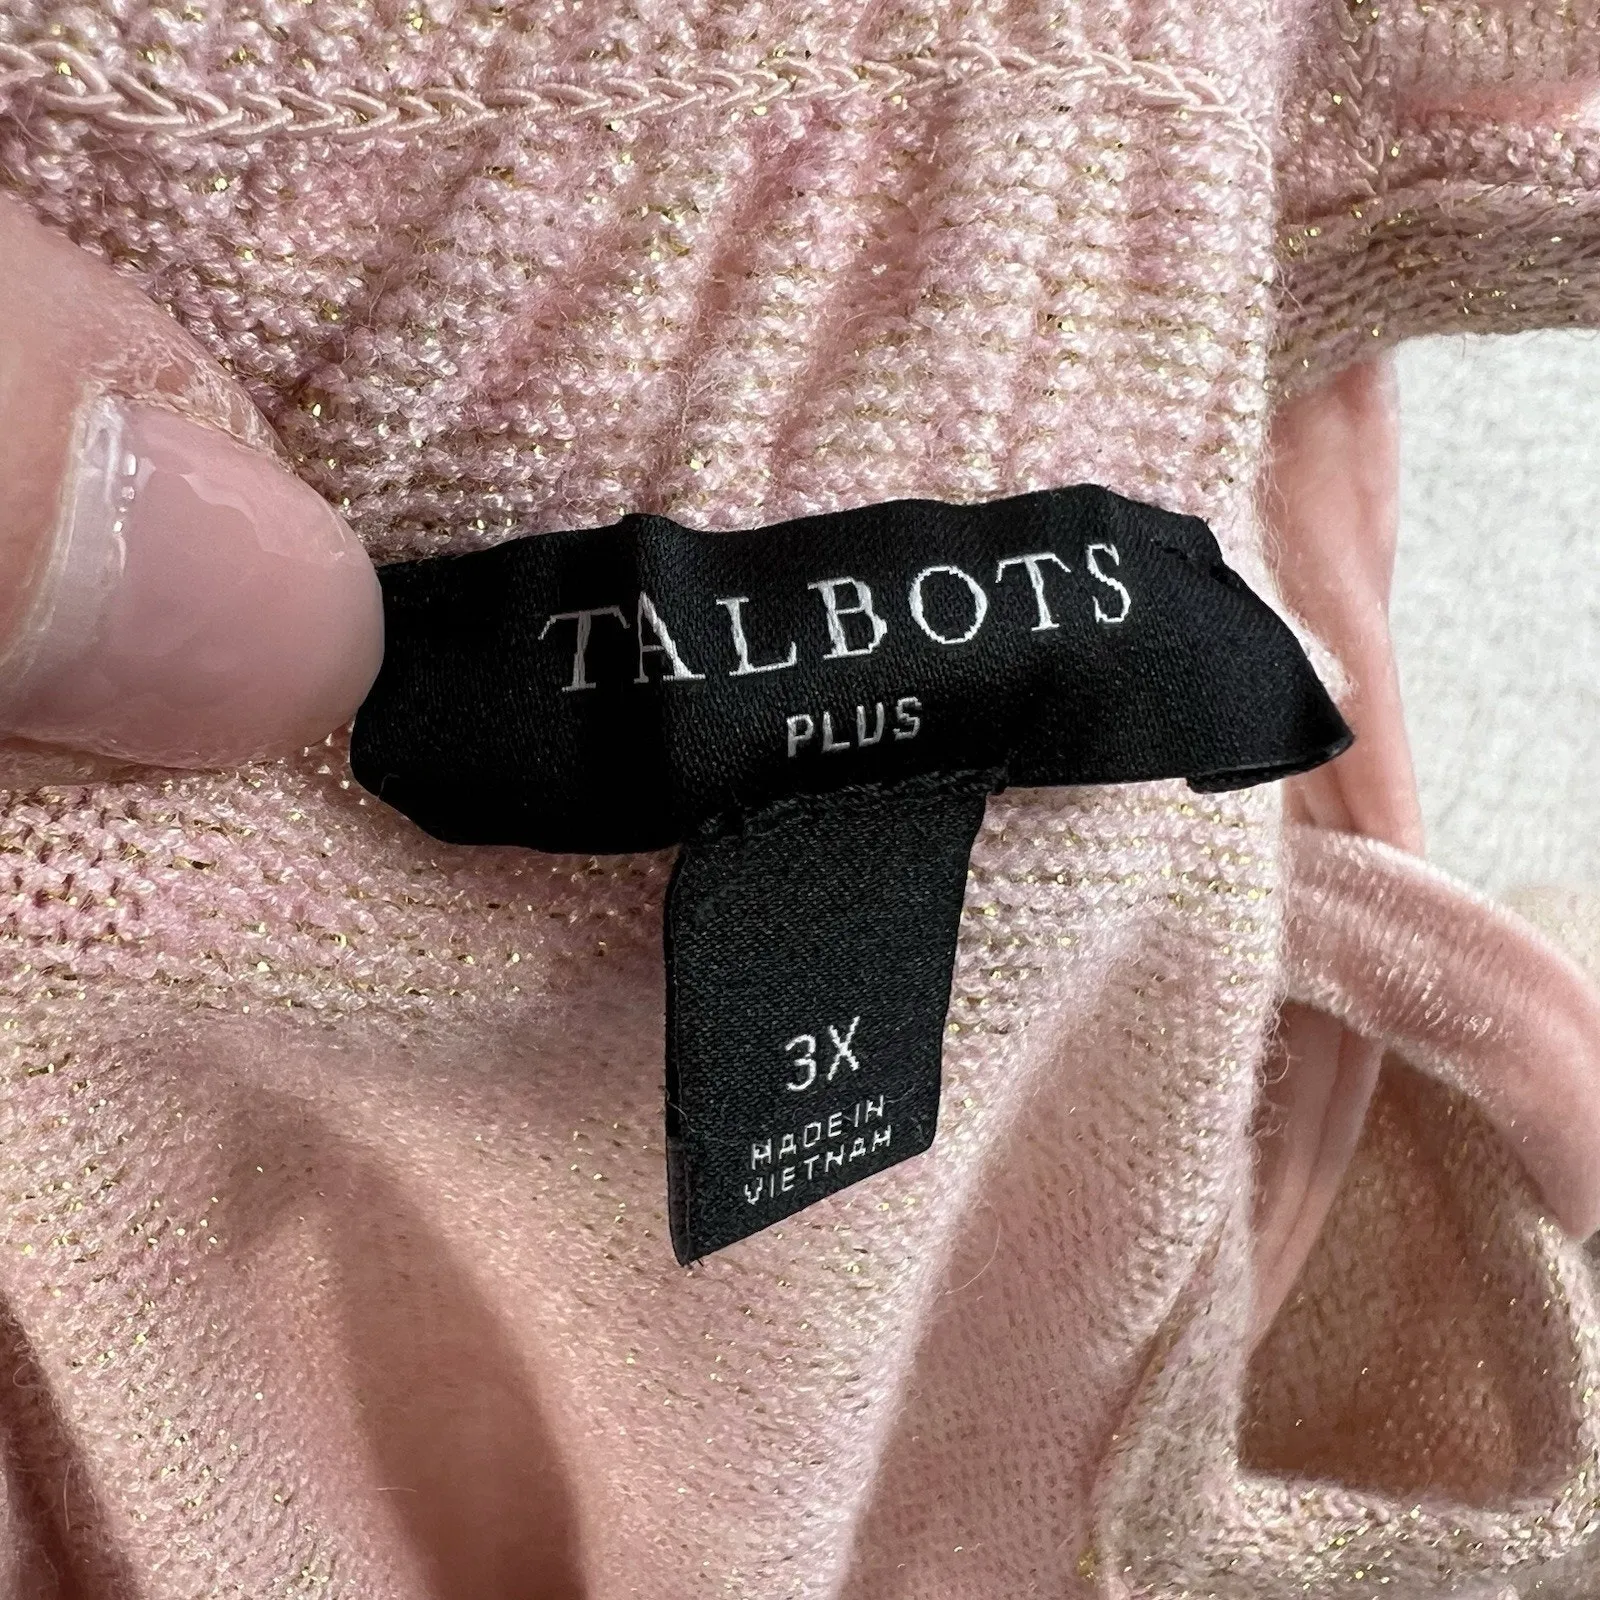 TALBOTS
PLUS
3X
MADE IN
VIETNAM